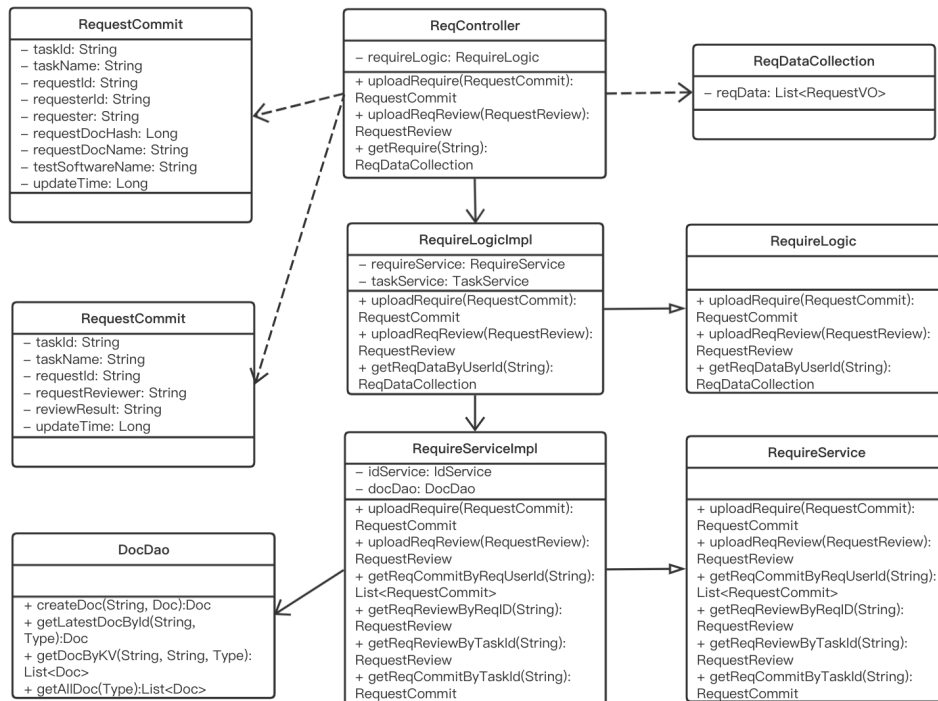 RequestCommit
– taskId: String
– taskName: String
– requestId: String
– requesterId: String
– requester: String
– requestDocHash: Long
– requestDocName: String
– testSoftwareName: String
– updateTime: Long
ReqController
– requireLogic: RequireLogic
+ uploadRequire(RequestCommit):
RequestCommit
+ uploadReqReview(RequestReview):
RequestReview
+ getRequire(String):
ReqDataCollection
ReqDataCollection
– reqData: List<RequestVO>
RequireLogicImpl
– requireService: RequireService
– taskService: TaskService
+ uploadRequire(RequestCommit):
RequestCommit
+ uploadReqReview(RequestReview):
RequestReview
+ getReqDataByUserId(String):
ReqDataCollection
RequireLogic
+ uploadRequire(RequestCommit):
RequestCommit
+ uploadReqReview(RequestReview):
RequestReview
+ getReqDataByUserId(String):
ReqDataCollection
RequestCommit
– taskId: String
– taskName: String
– requestId: String
– requestReviewer: String
– reviewResult: String
– updateTime: Long
RequireServiceImpl
– idService: IdService
– docDao: DocDao
+ uploadRequire(RequestCommit):
RequestCommit
+ uploadReqReview(RequestReview):
RequestReview
+ getReqCommitByReqUserId(String):
List<RequestCommit>
+ getReqReviewByReqID(String):
RequestReview
+ getReqReviewByTaskId(String):
RequestReview
+ getReqCommitByTaskId(String):
RequestCommit
RequireService
+ uploadRequire(RequestCommit):
RequestCommit
+ uploadReqReview(RequestReview):
RequestReview
+ getReqCommitByReqUserId(String):
List<RequestCommit>
+ getReqReviewByReqID(String):
RequestReview
+ getReqReviewByTaskId(String):
RequestReview
+ getReqCommitByTaskId(String):
RequestCommit
DocDao
+ createDoc(String, Doc):Doc
+ getLatestDocById(String,
Type):Doc
+ getDocByKV(String, String, Type):
List<Doc>
+ getAllDoc(Type):List<Doc>